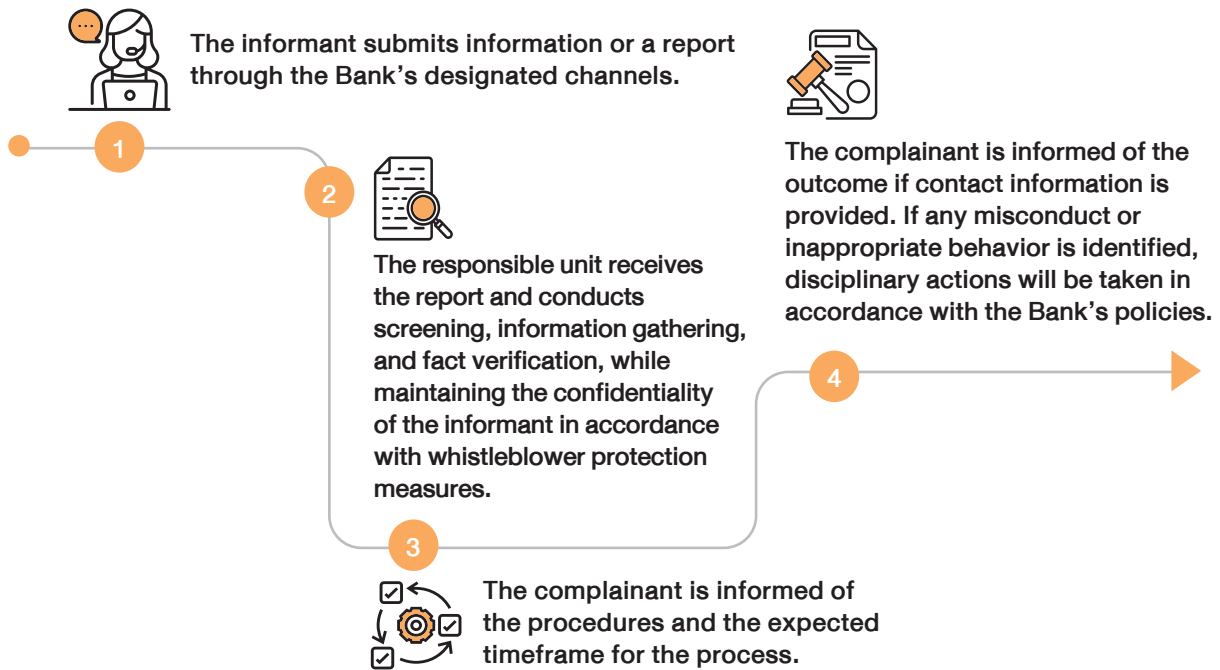 The informant submits information or a report
through the Bank's designated channels.
1
2
The responsible unit receives
the report and conducts
screening, information gathering,
and fact verification, while
maintaining the confidentiality
of the informant in accordance
with whistleblower protection
measures.
3
The complainant is informed of
the procedures and the expected
timeframe for the process.
The complainant is informed of the
outcome if contact information is
provided. If any misconduct or
inappropriate behavior is identified,
disciplinary actions will be taken in
accordance with the Bank's policies.
4